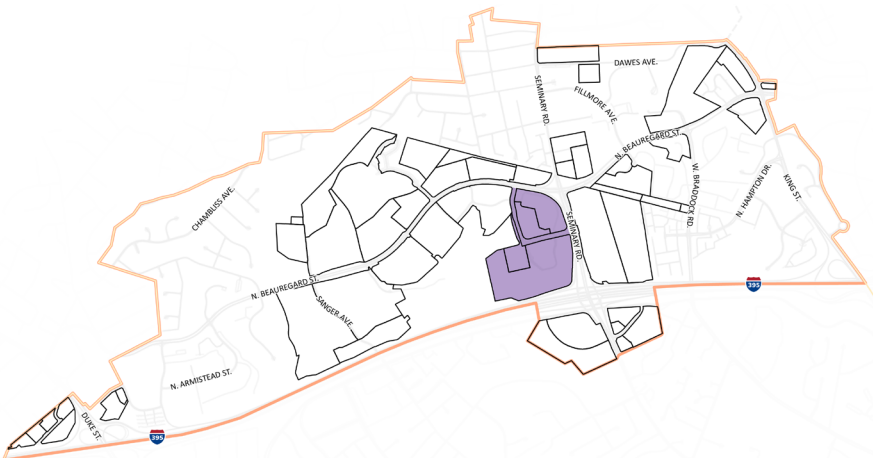 DAWES AVE.
SEMINARY RD.
FILLMORE AVE.
N. BEAUREGARD ST.
W. BRADDOCK RD.
N. HAMPTON DR.
KING ST.
CHAMBLISS AVE.
SEMINARY RD.
N. BEAUREGARD ST.
395
SANGER AVE.
N. ARMISTEAD ST.
DUKE ST.
395